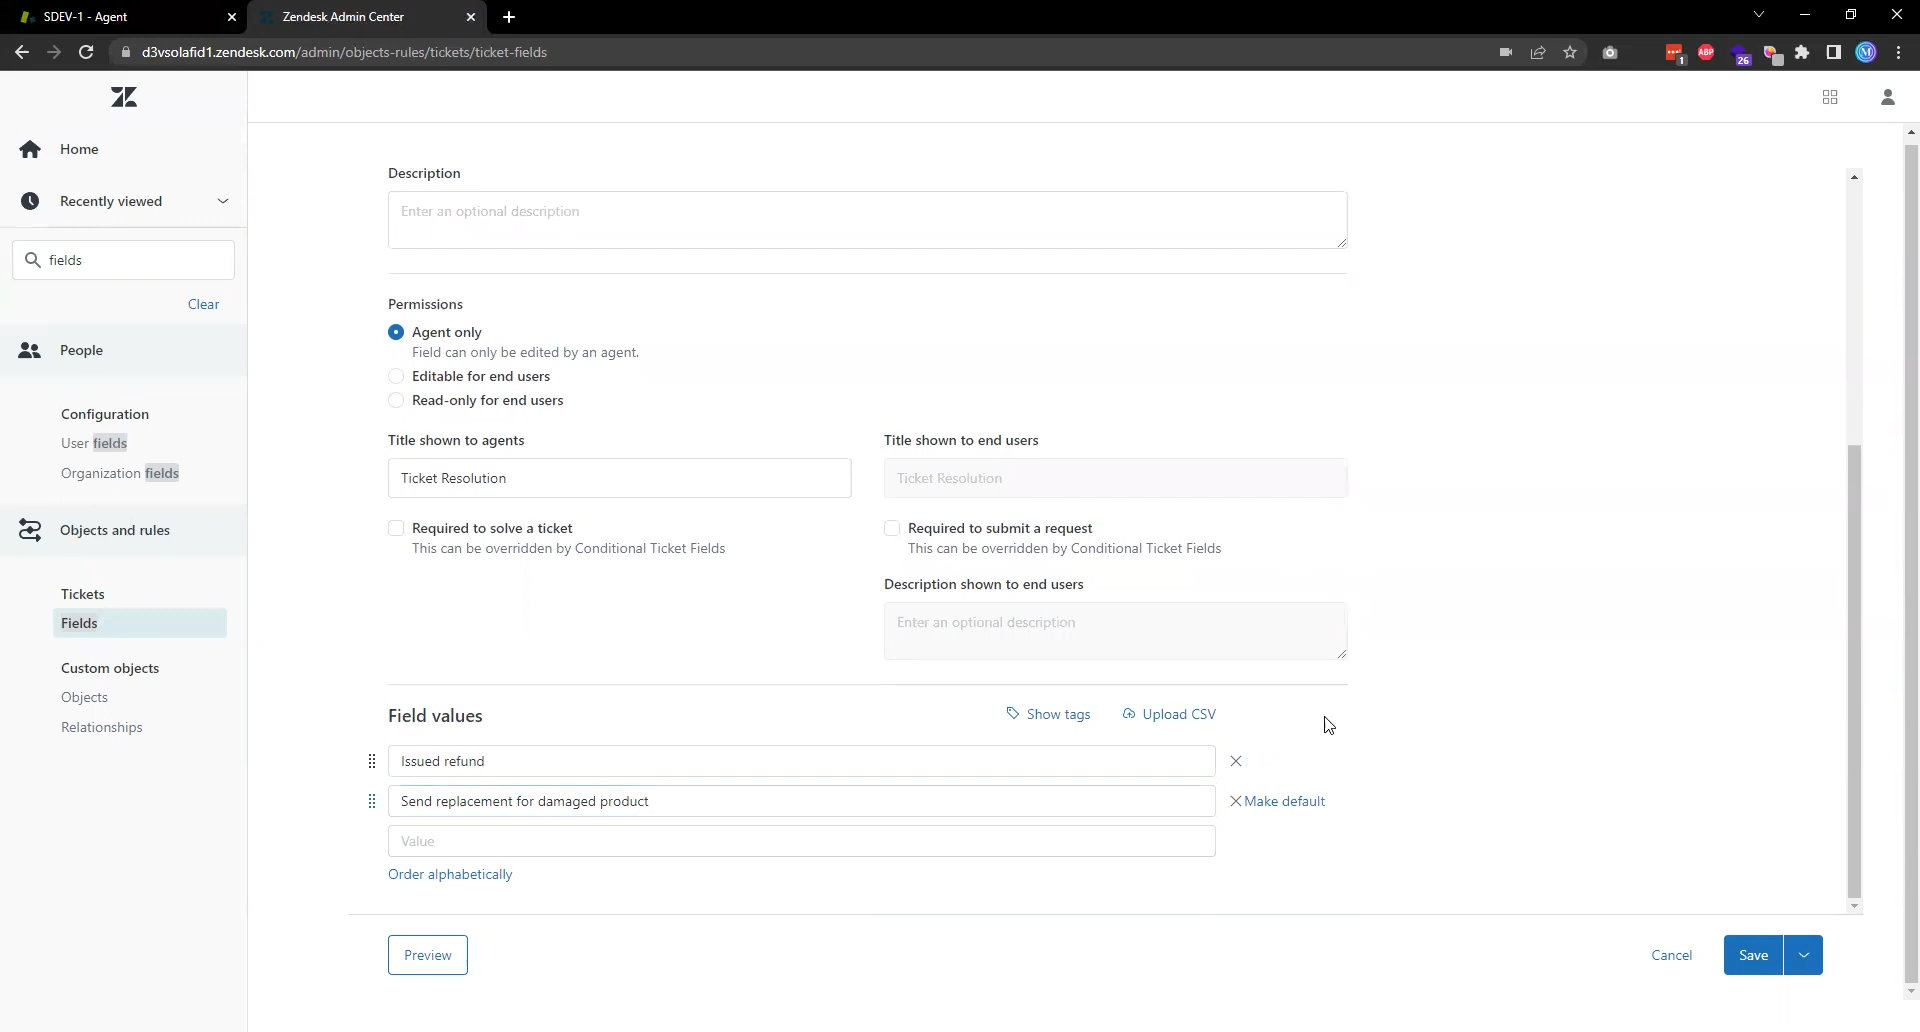 SDEV-1 - Agent
Zendesk Admin Center
d3vsolafid1.zendesk.com/admin/objects-rules/tickets/ticket-fields
1
ABP
26
Home
Recently viewed
fields
Clear
People
Configuration
User fields
Organization fields
Objects and rules
Tickets
Fields
Custom objects
Objects
Relationships
Description
Enter an optional description
Permissions
Agent only
Field can only be edited by an agent.
Editable for end users
Read-only for end users
Title shown to agents
Ticket Resolution
Title shown to end users
Ticket Resolution
Required to solve a ticket
This can be overridden by Conditional Ticket Fields
Required to submit a request
This can be overridden by Conditional Ticket Fields
Description shown to end users
Enter an optional description
Field values
Show tags
Upload CSV
Issued refund
Send replacement for damaged product
Make default
Value
Order alphabetically
Preview
Cancel
Save